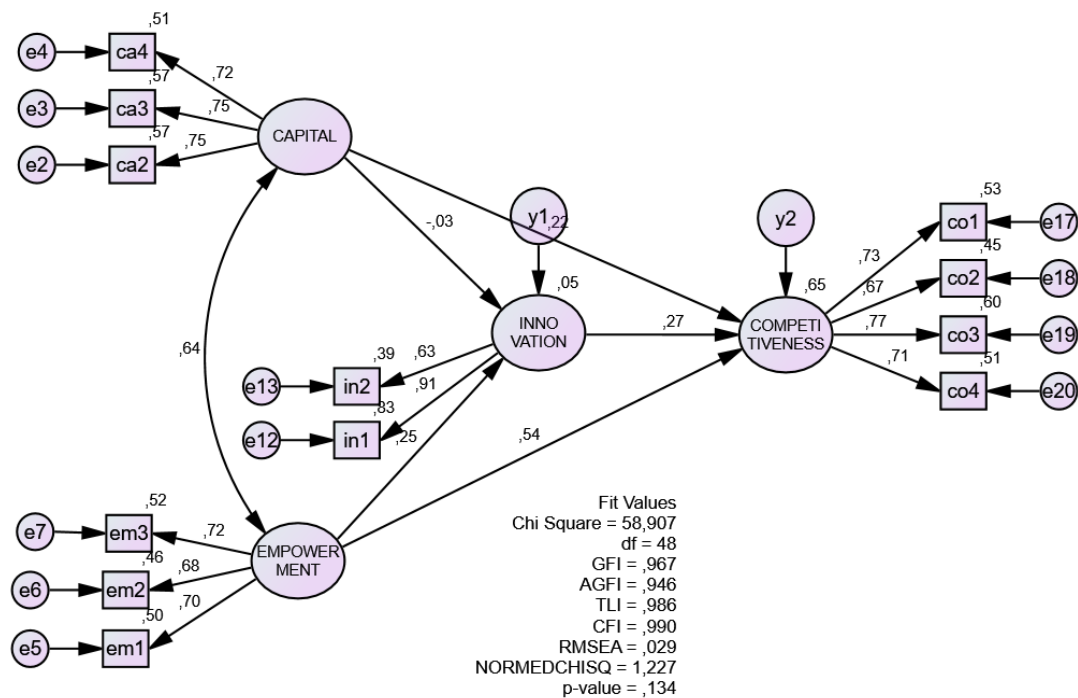 ,51
e4
ca4
,72
,57
e3
ca3
,75
,57
e2
ca2
,75
CAPITAL
-,03
,22
y1
y2
,05
INNO
VATION
,27
,65
COMPETI
TIVENESS
,53
co1
e17
,73
,45
co2
e18
,67
,60
co3
e19
,77
,51
co4
e20
,71
,64
,39
,63
e13
in2
,91
,83
e12
in1
,25
,54
,52
e7
em3
,72
,46
e6
em2
,68
,50
e5
em1
,70
EMPOWER
MENT
Fit Values
Chi Square = 58,907
df = 48
GFI = ,967
AGFI = ,946
TLI = ,986
CFI = ,990
RMSEA = ,029
NORMEDCHISQ = 1,227
p-value = ,134